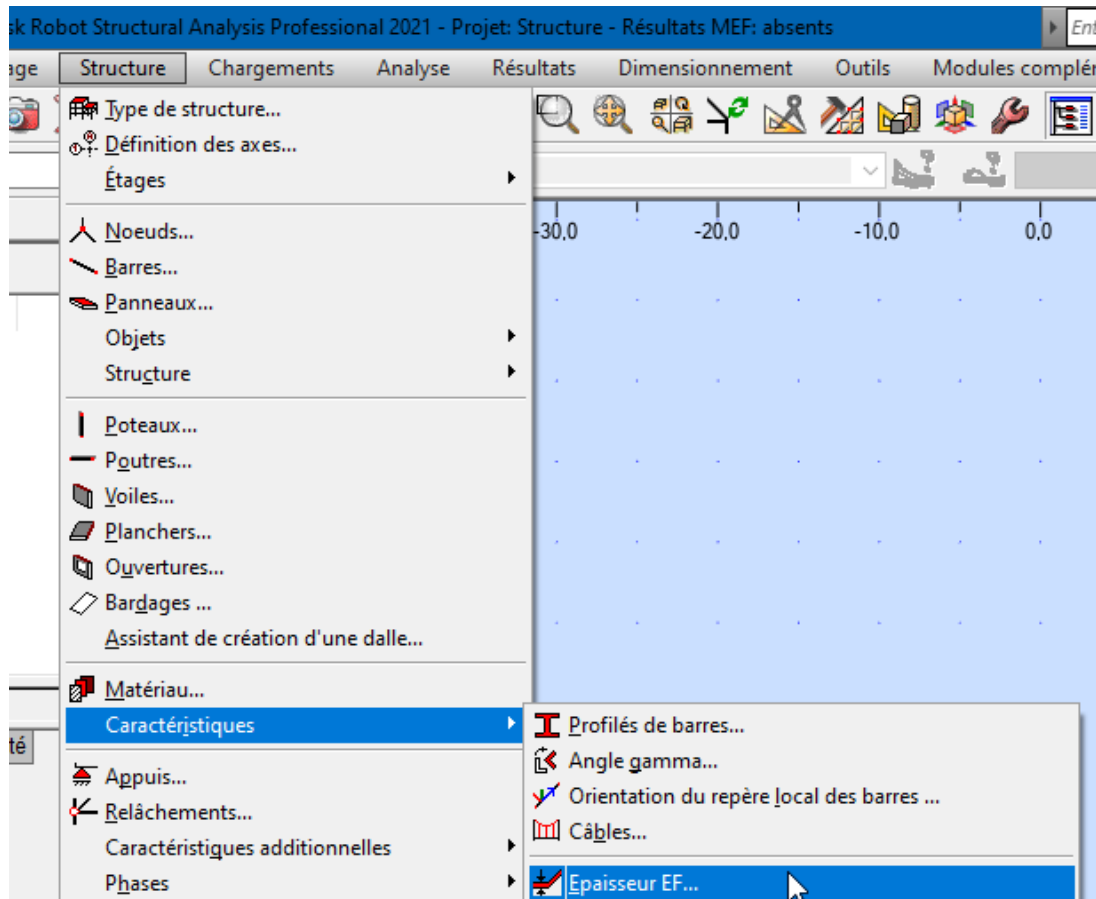 sk Robot Structural Analysis Professional 2021 - Projet: Structure - Résultats MEF: absents
Ent
age Structure Chargements Analyse Résultats Dimensionnement Outils Modules complér
Type de structure...
Définition des axes...
Étages
Noeuds...
-30,0 -20,0 -10,0 0,0
Barres...
Panneaux...
Objets
Structure
Poteaux...
Poutres...
Voiles...
Planchers...
Ouvertures...
Bardages ...
Assistant de création d'une dalle...
Matériau...
Caractéristiques
Profilés de barres...
té
Angle gamma...
Appuis...
Orientation du repère local des barres ...
Relâchements...
Câbles...
Caractéristiques additionnelles
Phases
Epaisseur EF...